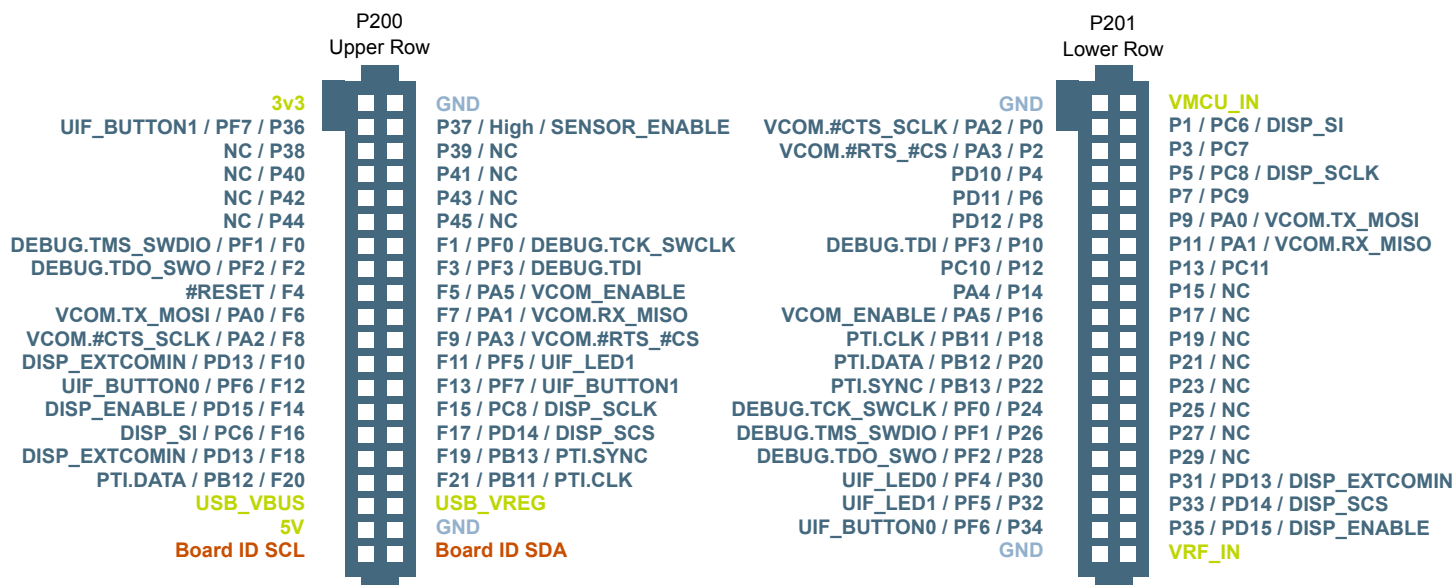 P200
Upper Row
3v3
UIF_BUTTON1 / PF7 / P36
NC / P38
NC / P40
NC / P42
NC / P44
DEBUG.TMS_SWDIO / PF1 / F0
DEBUG.TDO_SWO / PF2 / F2
#RESET / F4
VCOM.TX_MOSI / PA0 / F6
VCOM.#CTS_SCLK / PA2 / F8
DISP_EXTCOMIN / PD13 / F10
UIF_BUTTON0 / PF6 / F12
DISP_ENABLE / PD15 / F14
DISP_SI / PC6 / F16
DISP_EXTCOMIN / PD13 / F18
PTI.DATA / PB12 / F20
USB_VBUS
5V
Board ID SCL
GND
P37 / High / SENSOR_ENABLE
P39 / NC
P41 / NC
P43 / NC
P45 / NC
F1 / PF0 / DEBUG.TCK_SWCLK
F3 / PF3 / DEBUG.TDI
F5 / PA5 / VCOM_ENABLE
F7 / PA1 / VCOM.RX_MISO
F9 / PA3 / VCOM.#RTS_#CS
F11 / PF5 / UIF_LED1
F13 / PF7 / UIF_BUTTON1
F15 / PC8 / DISP_SCLK
F17 / PD14 / DISP_SCS
F19 / PB13 / PTI.SYNC
F21 / PB11 / PTI.CLK
USB_VREG
GND
Board ID SDA
P201
Lower Row
GND
VCOM.#CTS_SCLK / PA2 / P0
VCOM.#RTS_#CS / PA3 / P2
PD10 / P4
PD11 / P6
PD12 / P8
DEBUG.TDI / PF3 / P10
PC10 / P12
PA4 / P14
VCOM_ENABLE / PA5 / P16
PTI.CLK / PB11 / P18
PTI.DATA / PB12 / P20
PTI.SYNC / PB13 / P22
DEBUG.TCK_SWCLK / PF0 / P24
DEBUG.TMS_SWDIO / PF1 / P26
DEBUG.TDO_SWO / PF2 / P28
UIF_LED0 / PF4 / P30
UIF_LED1 / PF5 / P32
UIF_BUTTON0 / PF6 / P34
GND
VMCU_IN
P1 / PC6 / DISP_SI
P3 / PC7
P5 / PC8 / DISP_SCLK
P7 / PC9
P9 / PA0 / VCOM.TX_MOSI
P11 / PA1 / VCOM.RX_MISO
P13 / PC11
P15 / NC
P17 / NC
P19 / NC
P21 / NC
P23 / NC
P25 / NC
P27 / NC
P29 / NC
P31 / PD13 / DISP_EXTCOMIN
P33 / PD14 / DISP_SCS
P35 / PD15 / DISP_ENABLE
VRF_IN